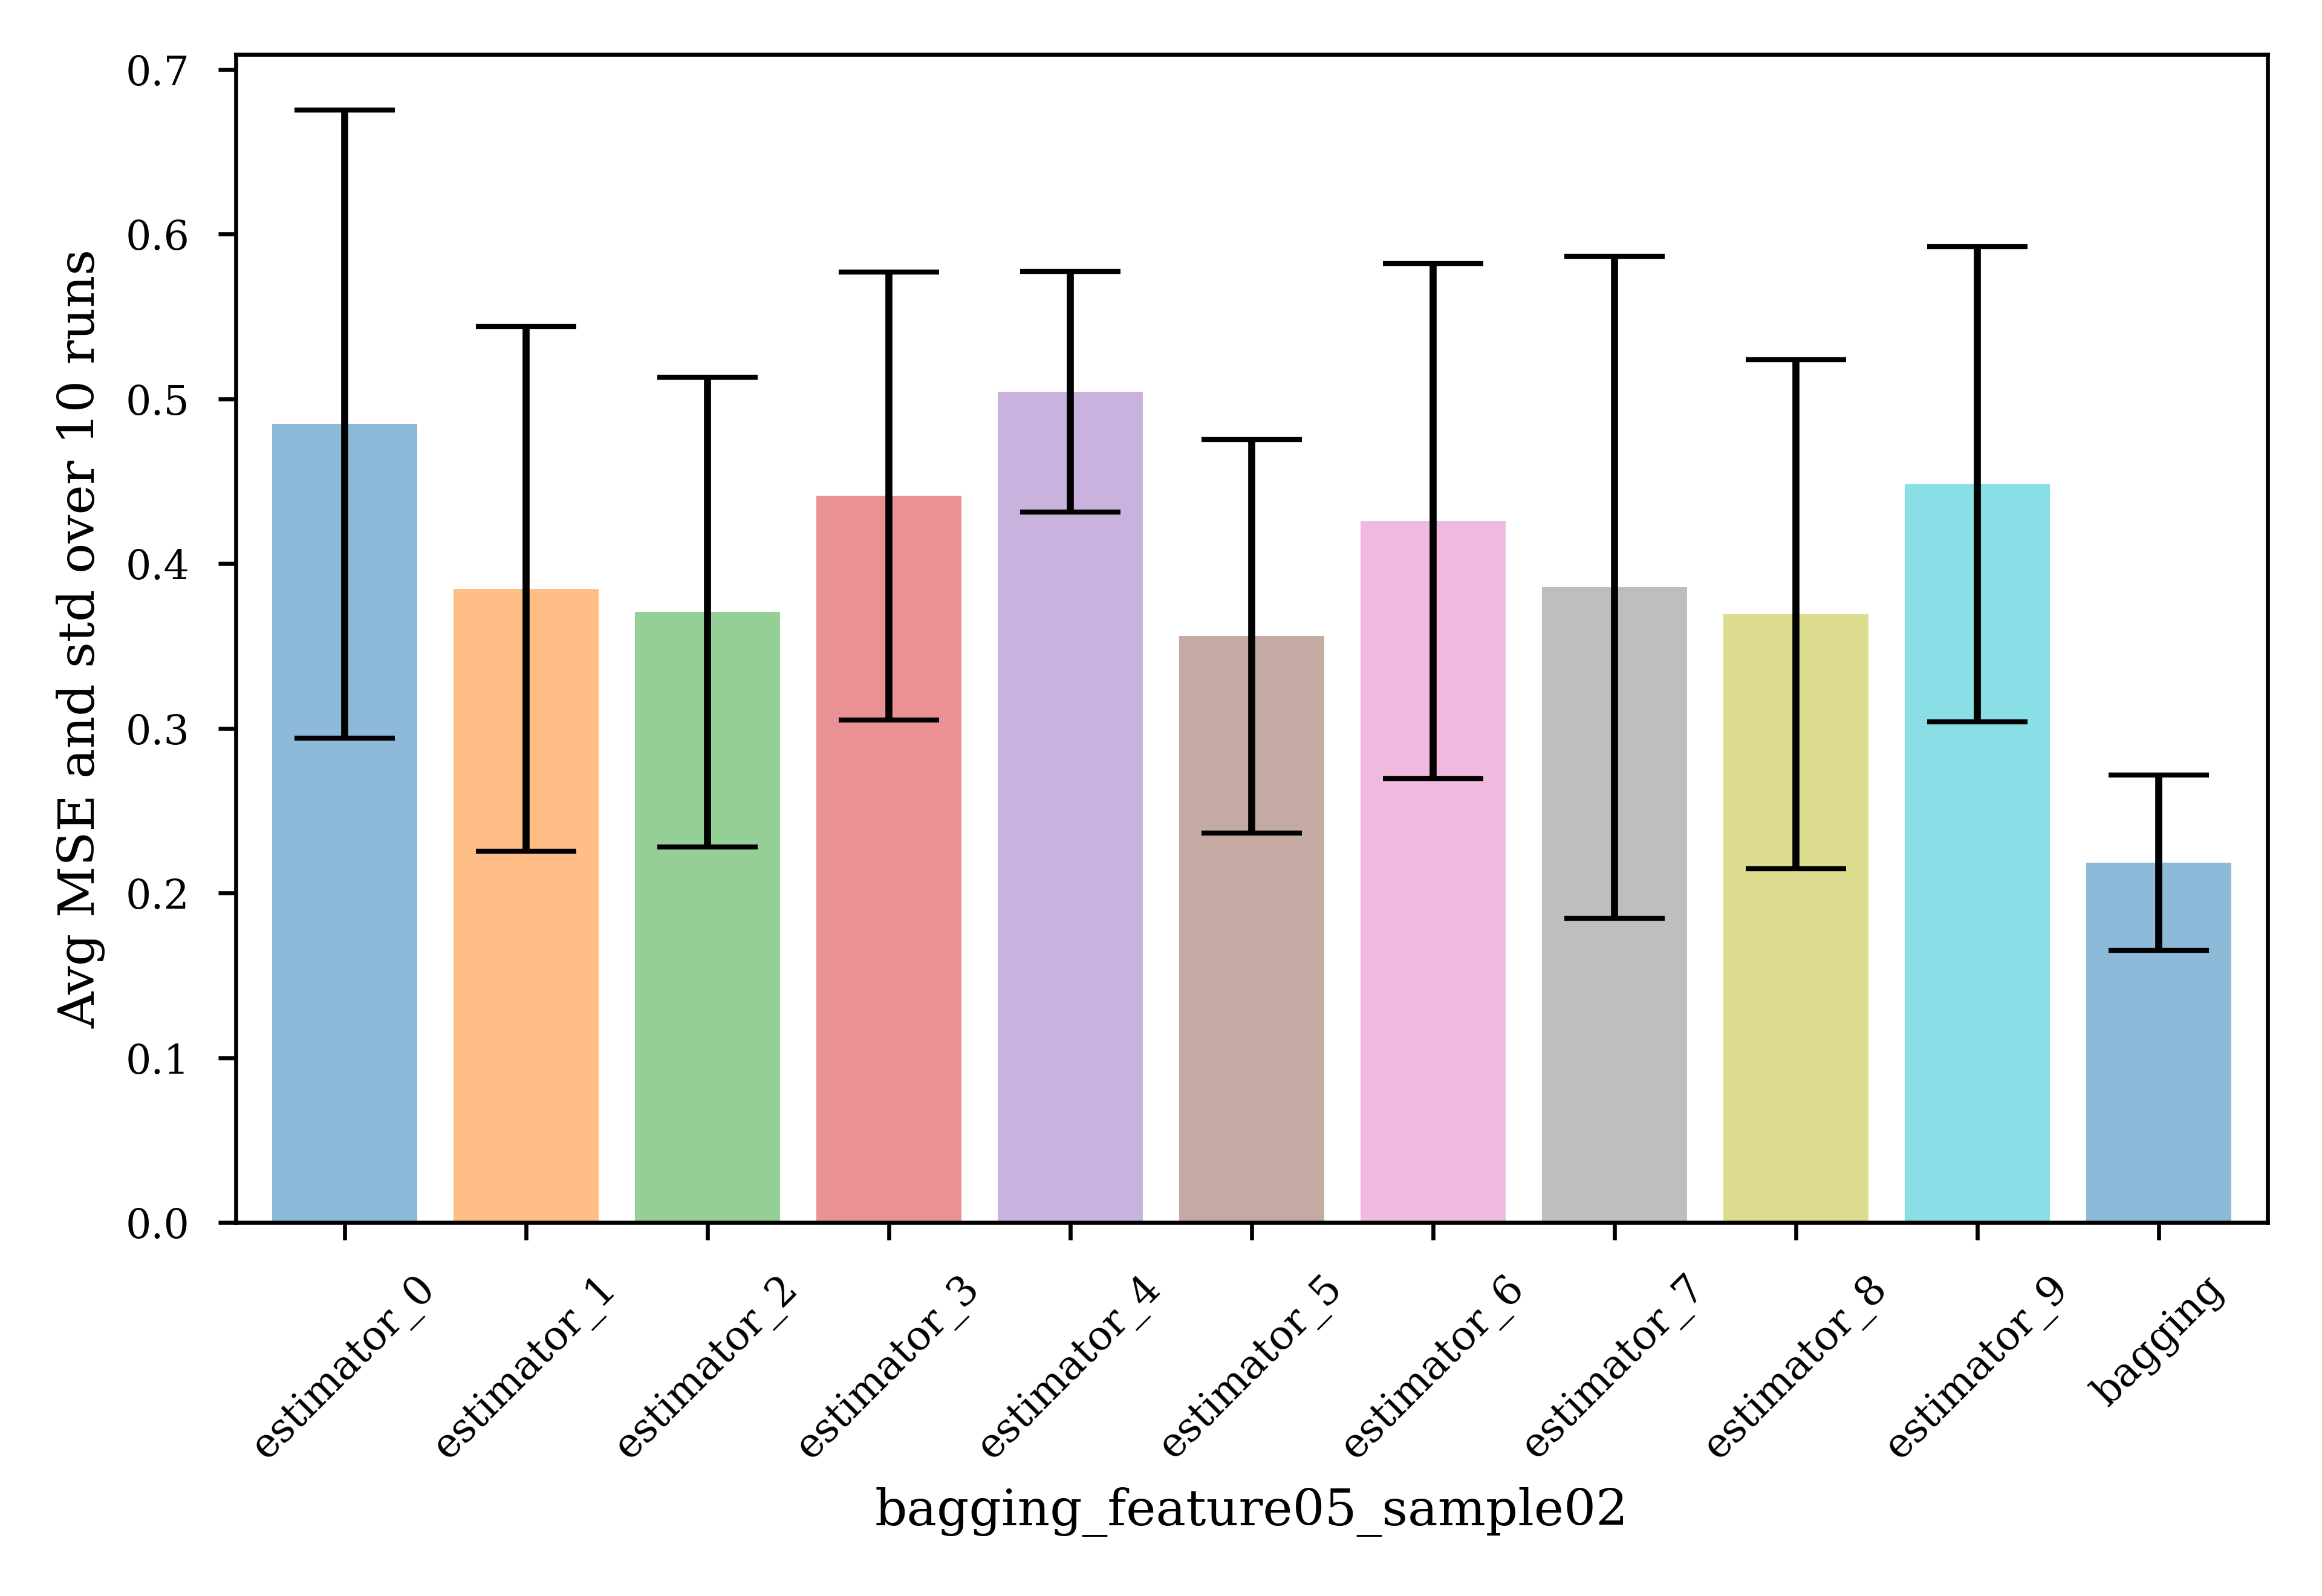 Avg MSE and std over 10 runs
0.7
0.6
0.5
0.4
0.3
0.2
0.1
0.0
estimator_0
estimator_1
estimator_2
estimator_3
estimator_4
estimator_5
estimator_6
estimator_7
estimator_8
estimator_9
bagging
bagging_feature05_sample02